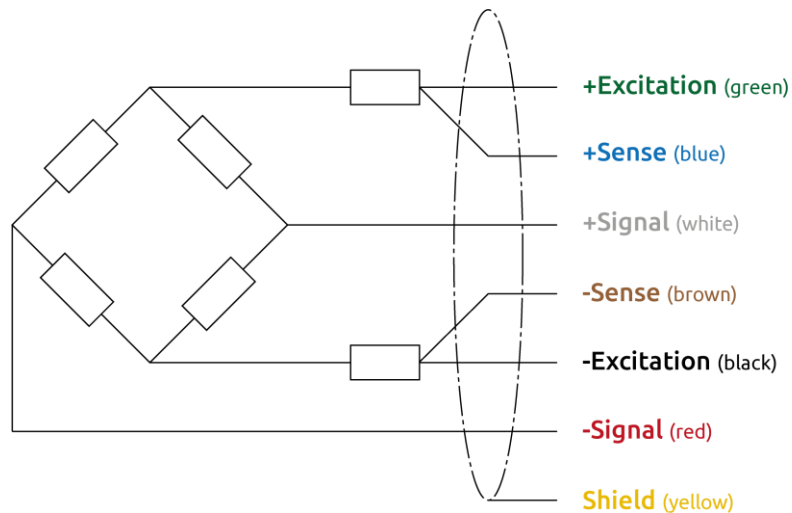 +Excitation (green)
+Sense (blue)
+Signal (white)
-Sense (brown)
-Excitation (black)
-Signal (red)
Shield (yellow)